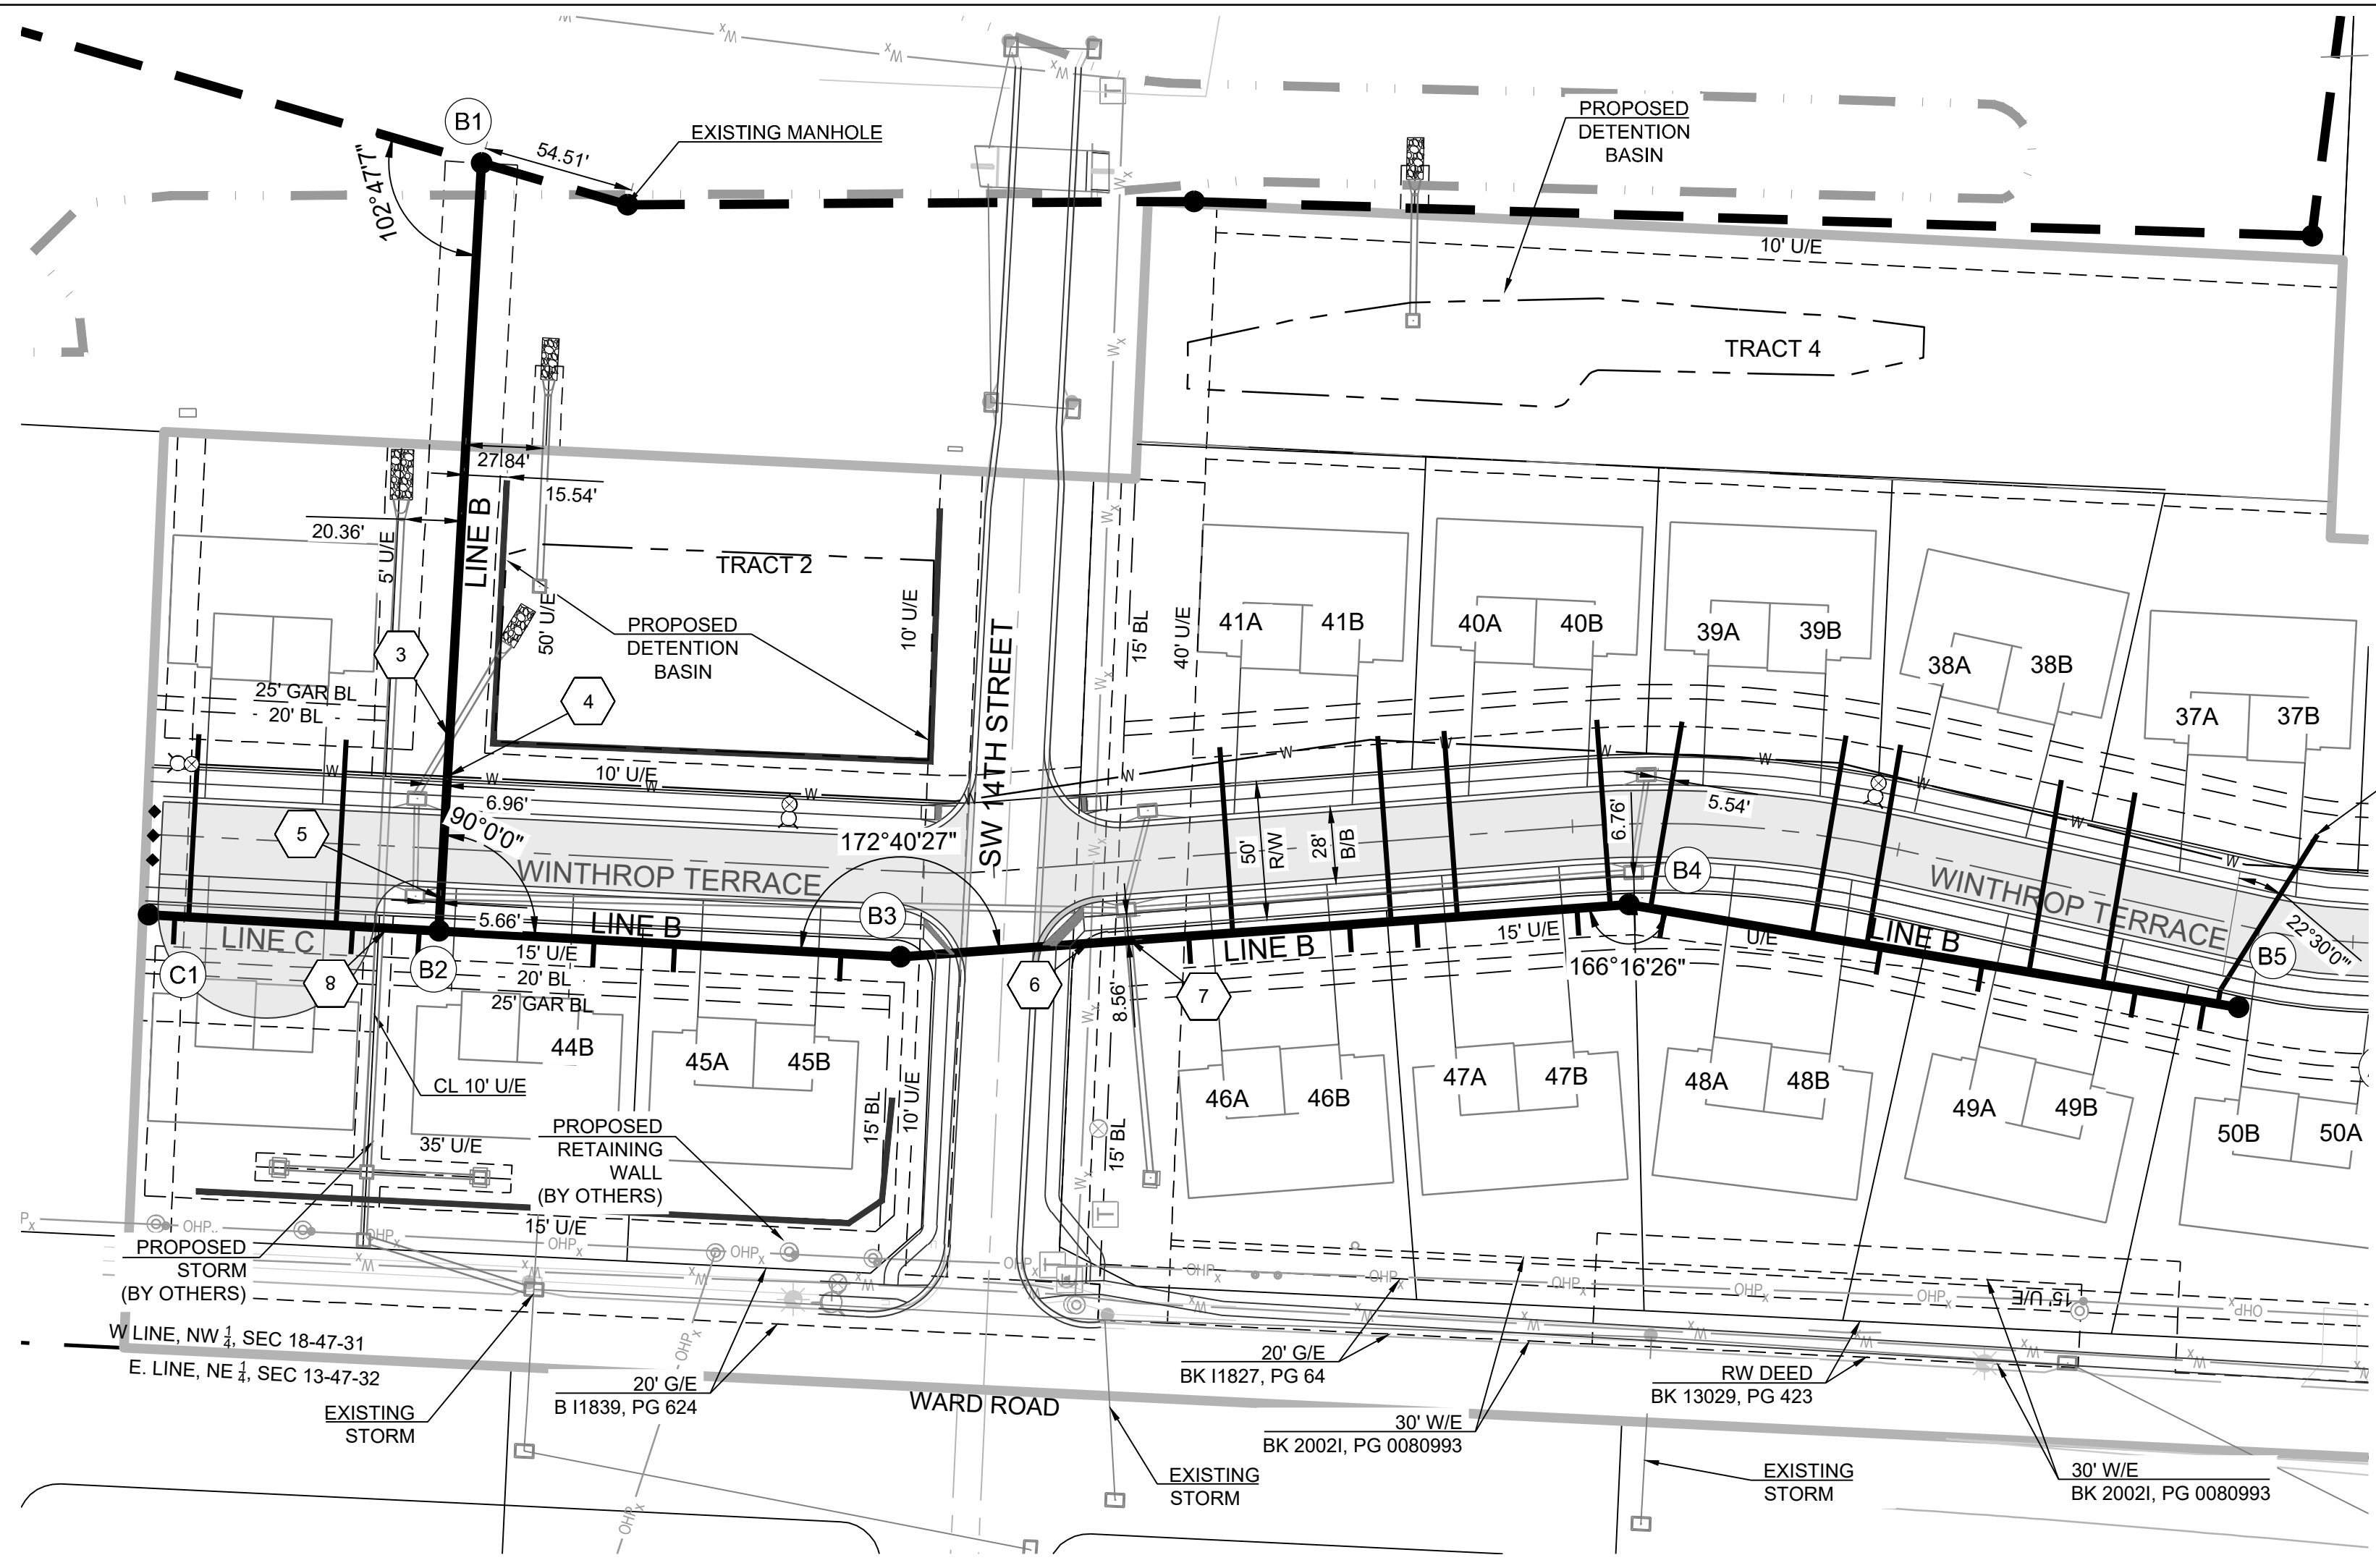 B1
54.51'
EXISTING MANHOLE
102°47'7"
PROPOSED
DETENTION
BASIN
10' U/E
TRACT 4
27.84'
15.54'
20.36'
5' U/E
LINE B
TRACT 2
50' U/E
10' U/E
PROPOSED
DETENTION
BASIN
SW 14TH STREET
15' BL
40' U/E
41A
41B
40A
40B
39A
39B
38A
38B
37A
37B
3
4
25' GAR BL
20' BL
10' U/E
6.96'
90°0'0"
5
172°40'27"
WINTHROP TERRACE
50'
R/W
28'
B/B
6.76'
5.54'
B4
WINTHROP TERRACE
B3
B5
22°30'0"
5.66'
LINE B
LINE C
C1
8
B2
15' U/E
20' BL
25' GAR BL
6
7
8.56'
LINE B
15' U/E
166°16'26"
U/E
LINE B
44B
45A
45B
46A
46B
47A
47B
48A
48B
49A
49B
50B
50A
CL 10' U/E
15' BL
10' U/E
15' BL
35' U/E
PROPOSED
RETAINING
WALL
(BY OTHERS)
15' U/E
PROPOSED
STORM
(BY OTHERS)
15' U/E
W LINE, NW 1/4, SEC 18-47-31
E. LINE, NE 1/4, SEC 13-47-32
EXISTING
STORM
20' G/E
B I1839, PG 624
WARD ROAD
20' G/E
BK I1827, PG 64
30' W/E
BK 2002I, PG 0080993
EXISTING
STORM
RW DEED
BK 13029, PG 423
EXISTING
STORM
30' W/E
BK 2002I, PG 0080993